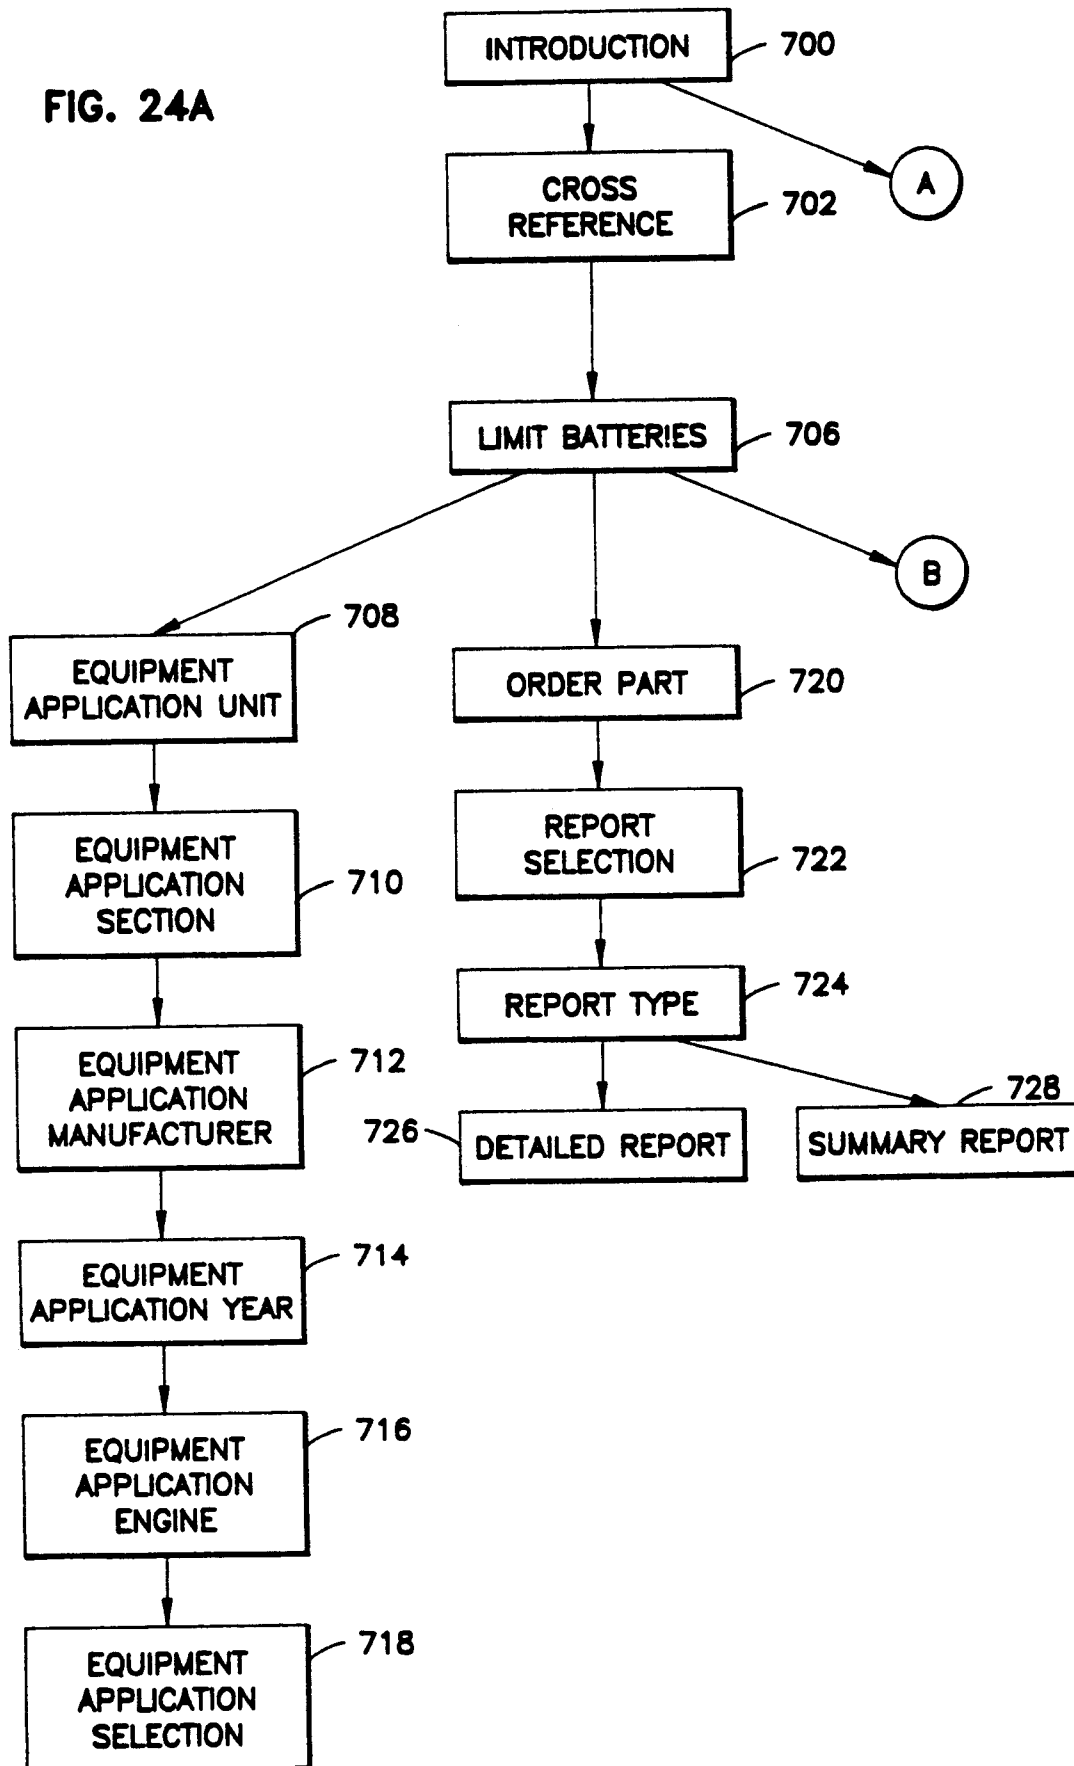 FIG. 24A
INTRODUCTION
700
A
CROSS
REFERENCE
702
LIMIT BATTERIES
706
B
708
EQUIPMENT
APPLICATION UNIT
ORDER PART
720
EQUIPMENT
APPLICATION
SECTION
710
REPORT
SELECTION
722
REPORT TYPE
724
EQUIPMENT
APPLICATION
MANUFACTURER
712
726
DETAILED REPORT
728
SUMMARY REPORT
EQUIPMENT
APPLICATION YEAR
714
EQUIPMENT
APPLICATION
ENGINE
716
EQUIPMENT
APPLICATION
SELECTION
718